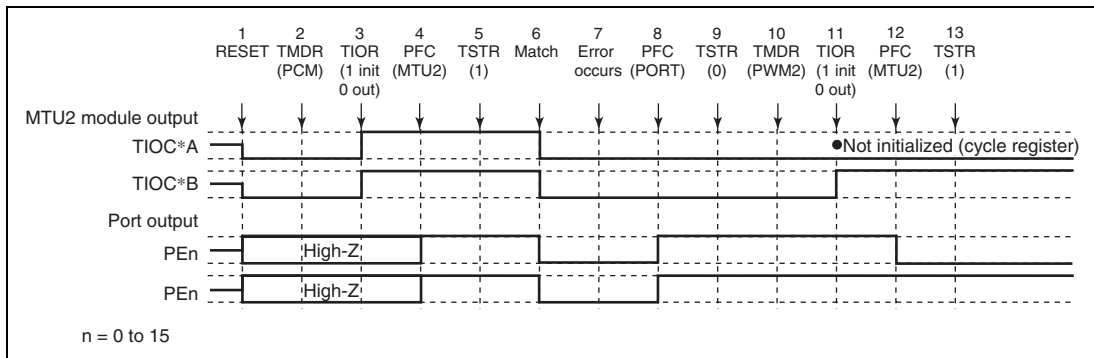 1 2 3 4 5 6 7 8 9 10 11 12 13
RESET TMDR TIOR PFC TSTR Match Error PFC TSTR TMDR TIOR PFC TSTR
(PCM) (1 init (MTU2) (1) occurs (PORT) (0) (PWM2) (1 init (MTU2) (1)
0 out) 0 out)
MTU2 module output
TIOC*A
●Not initialized (cycle register)
TIOC*B
Port output
PEn
High-Z
PEn
High-Z
n = 0 to 15